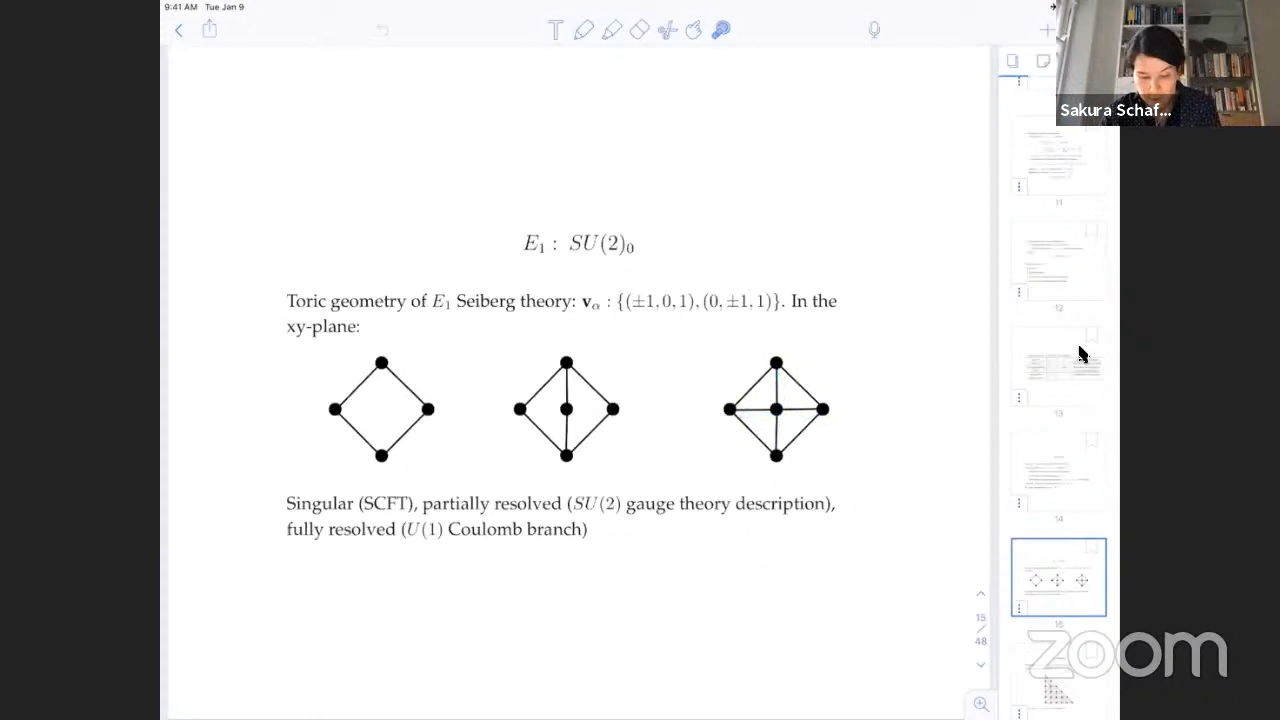 9:41 AM Tue Jan 9
Sakura Schaf...
E₁ : SU(2)₀
Toric geometry of E₁ Seiberg theory: v_α : {(±1, 0, 1), (0, ±1, 1)}. In the
xy-plane:
Singular (SCFT), partially resolved (SU(2) gauge theory description),
fully resolved (U(1) Coulomb branch)
15
/
48
11
12
13
14
zoom